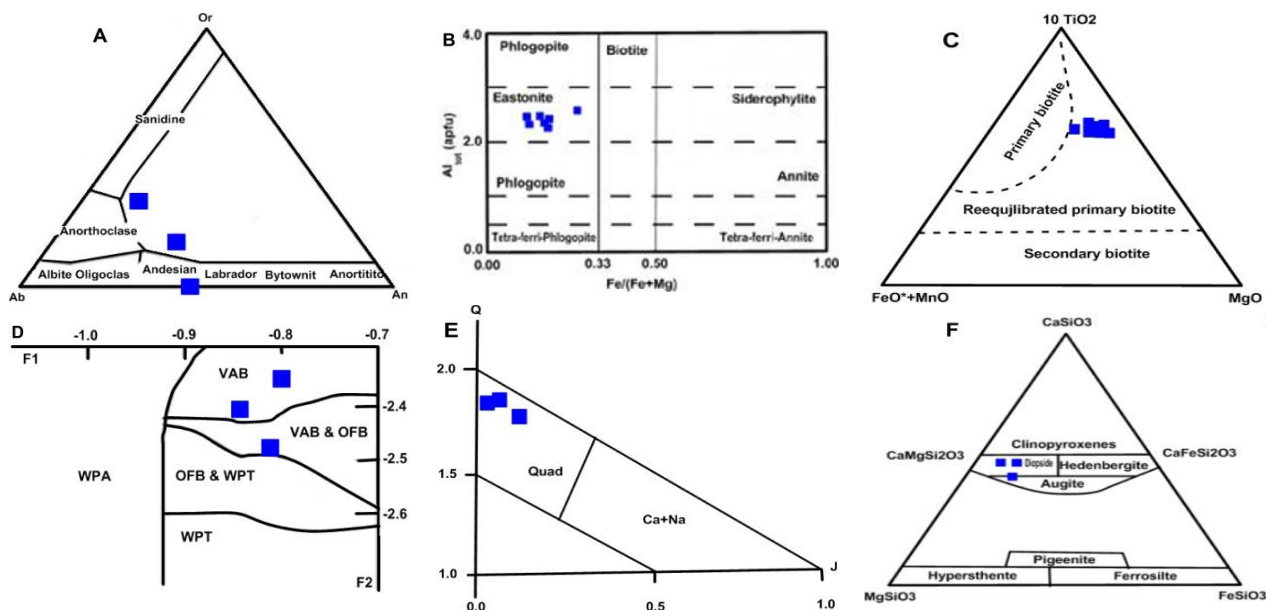 A
Or
Sanidine
Anorthoclase
Albite Oligoclas
Andesian
Labrador
Bytownit
Anortitito
Ab
An
B
4.0
Phlogopite
Biotite
Eastonite
Siderophylite
Al tot (apfu)
2.0
Phlogopite
Annite
1.0
Tetra-ferri-Phlogopite
Tetra-ferri-Annite
0.0
0.00
0.33
0.50
1.00
Fe/(Fe+Mg)
C
10 TiO2
Primary biotite
Reequjlibrated primary biotite
Secondary biotite
FeO*+MnO
MgO
D
-1.0
-0.9
-0.8
-0.7
F1
VAB
-2.4
VAB & OFB
WPA
OFB & WPT
-2.5
-2.6
WPT
F2
E
Q
2.0
1.5
Quad
Ca+Na
1.0
J
0.0
0.5
1.0
F
CaSiO3
Clinopyroxenes
CaMgSi2O3
CaFeSi2O3
Diopside
Hedenbergite
Augite
Pigeenite
Hypersthente
Ferrosilte
MgSiO3
FeSiO3